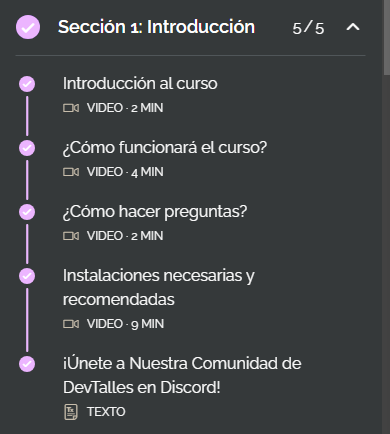 Sección 1: Introducción 5/5
Introducción al curso
VIDEO · 2 MIN
¿Cómo funcionará el curso?
VIDEO · 4 MIN
¿Cómo hacer preguntas?
VIDEO · 2 MIN
Instalaciones necesarias y
recomendadas
VIDEO · 9 MIN
¡Únete a Nuestra Comunidad de
DevTalles en Discord!
TEXTO